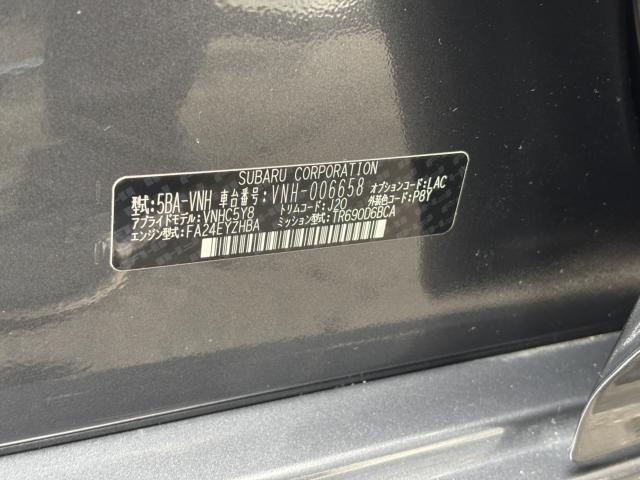 SUBARU CORPORATION
型式: 5BA-VNH 車台番号: VNH-006658 オプションコード: LAC
アプライドモデル: VNHC5Y8 トリムコード: J20 外装色コード: P8Y
エンジン型式: FA24EYZHBA ミッション型式: TR690D6BCA